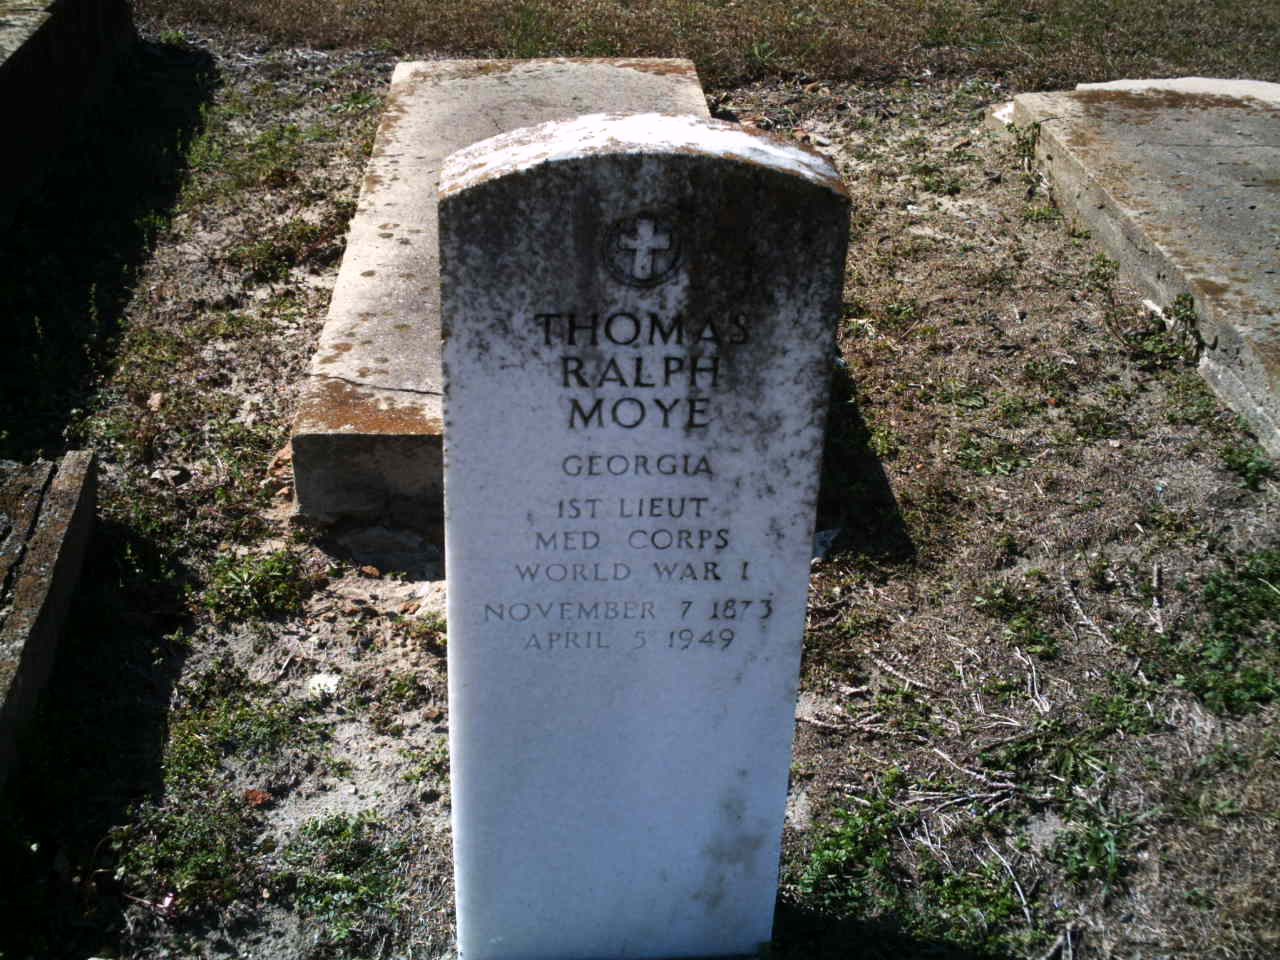 THOMAS
RALPH
MOYE
GEORGIA
1ST LIEUT
MED CORPS
WORLD WAR I
NOVEMBER 7 1873
APRIL 5 1949